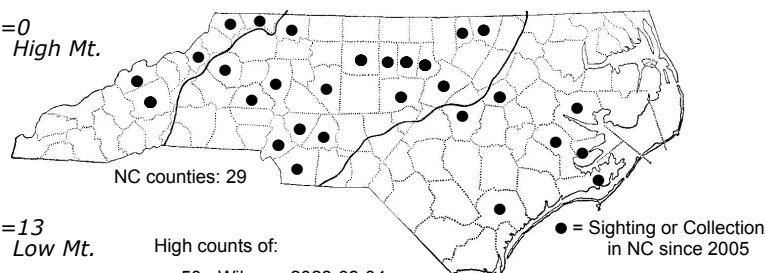 =0
High Mt.
NC counties: 29
=13
Low Mt.
High counts of:
● = Sighting or Collection
in NC since 2005